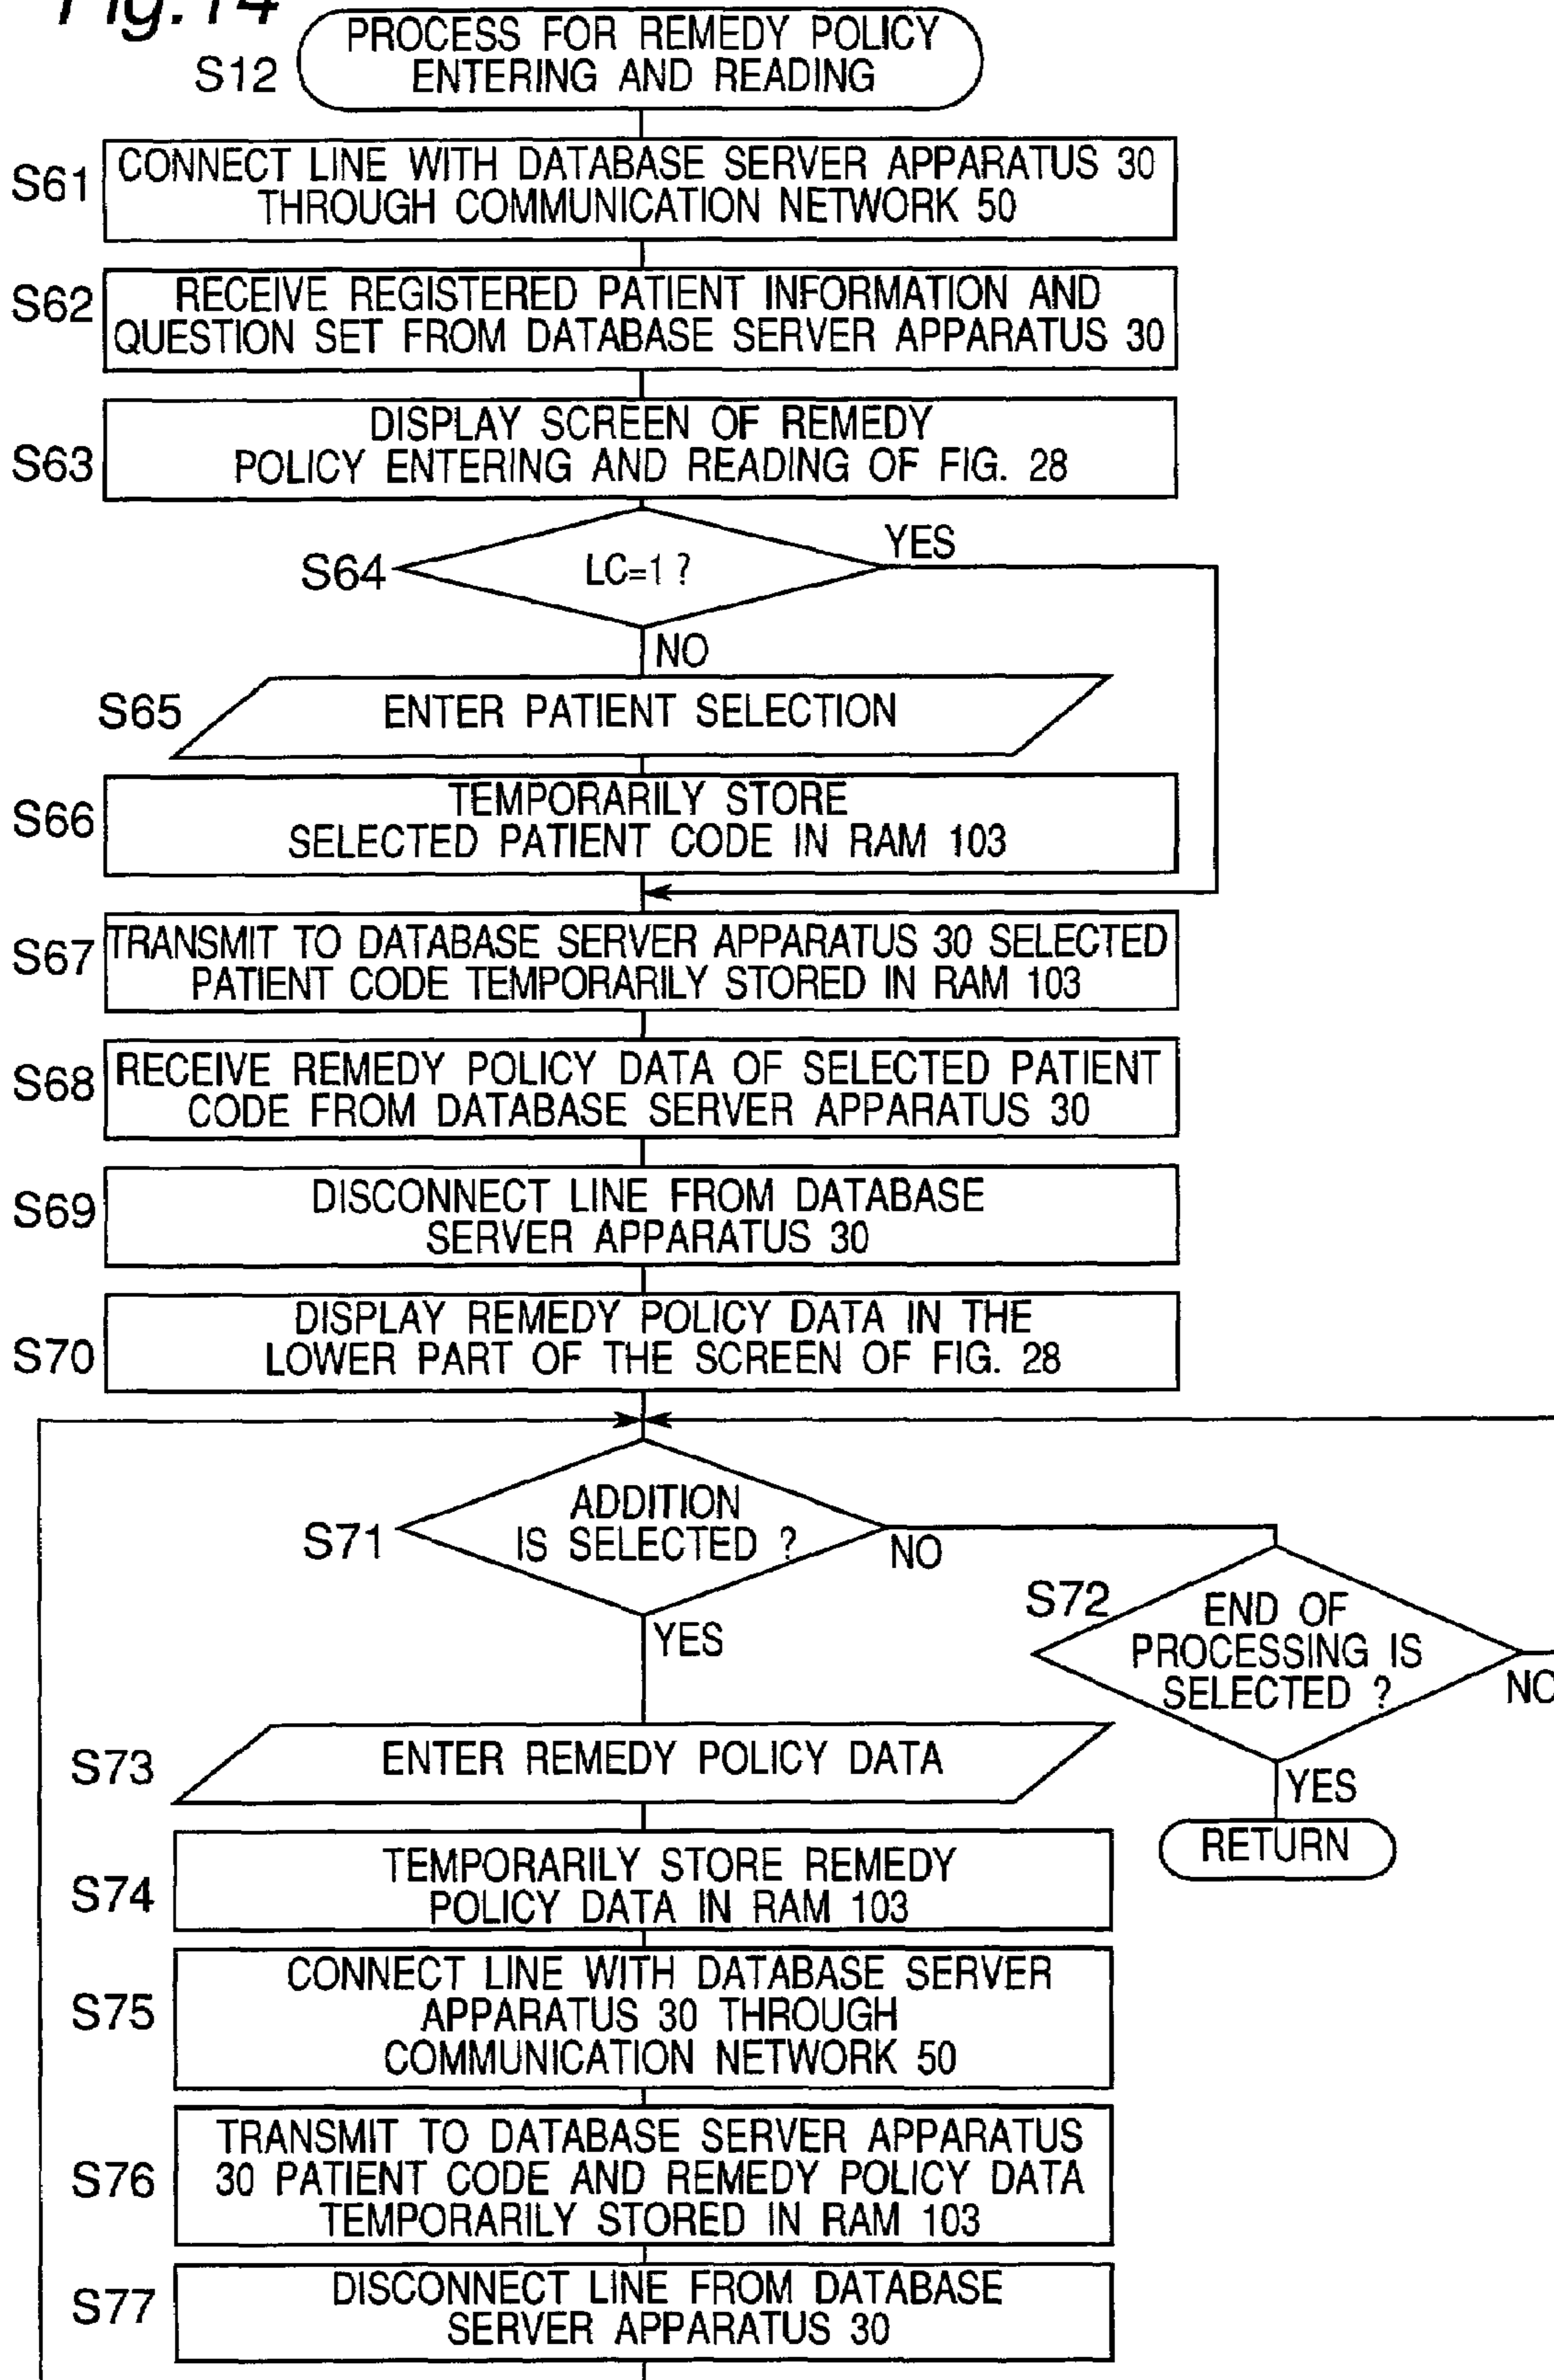 Fig.14
S12
PROCESS FOR REMEDY POLICY
ENTERING AND READING
S61
CONNECT LINE WITH DATABASE SERVER APPARATUS 30
THROUGH COMMUNICATION NETWORK 50
S62
RECEIVE REGISTERED PATIENT INFORMATION AND
QUESTION SET FROM DATABASE SERVER APPARATUS 30
S63
DISPLAY SCREEN OF REMEDY
POLICY ENTERING AND READING OF FIG. 28
S64
LC=1 ?
YES
NO
S65
ENTER PATIENT SELECTION
S66
TEMPORARILY STORE
SELECTED PATIENT CODE IN RAM 103
S67
TRANSMIT TO DATABASE SERVER APPARATUS 30 SELECTED
PATIENT CODE TEMPORARILY STORED IN RAM 103
S68
RECEIVE REMEDY POLICY DATA OF SELECTED PATIENT
CODE FROM DATABASE SERVER APPARATUS 30
S69
DISCONNECT LINE FROM DATABASE
SERVER APPARATUS 30
S70
DISPLAY REMEDY POLICY DATA IN THE
LOWER PART OF THE SCREEN OF FIG. 28
S71
ADDITION
IS SELECTED ?
NO
YES
S72
END OF
PROCESSING IS
SELECTED ?
NO
YES
RETURN
S73
ENTER REMEDY POLICY DATA
S74
TEMPORARILY STORE REMEDY
POLICY DATA IN RAM 103
S75
CONNECT LINE WITH DATABASE SERVER
APPARATUS 30 THROUGH
COMMUNICATION NETWORK 50
S76
TRANSMIT TO DATABASE SERVER APPARATUS
30 PATIENT CODE AND REMEDY POLICY DATA
TEMPORARILY STORED IN RAM 103
S77
DISCONNECT LINE FROM DATABASE
SERVER APPARATUS 30